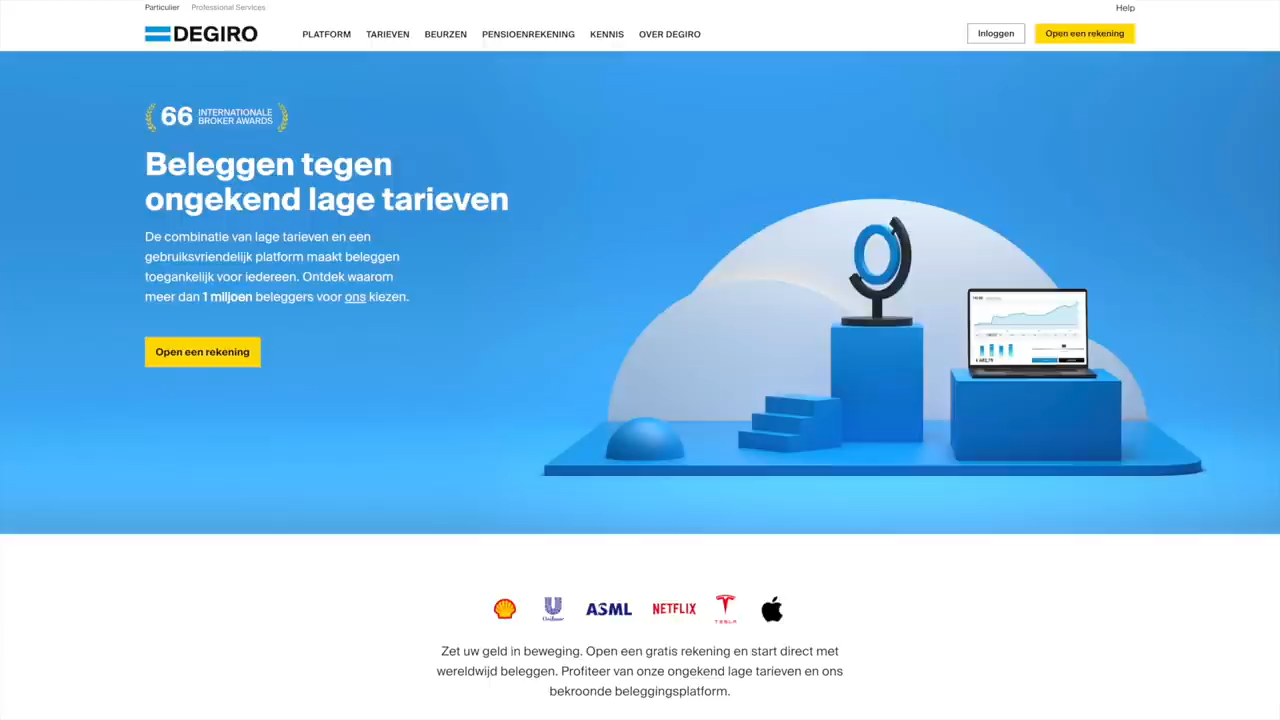 Particulier Professional Services Help
DEGIRO PLATFORM TARIEVEN BEURZEN PENSIOENREKENING KENNIS OVER DEGIRO Inloggen Open een rekening
66 INTERNATIONALE
BROKER AWARDS
Beleggen tegen
ongekend lage tarieven
De combinatie van lage tarieven en een
gebruiksvriendelijk platform maakt beleggen
toegankelijk voor iedereen. Ontdek waarom
meer dan 1 miljoen beleggers voor ons kiezen.
Open een rekening
Unilever ASML NETFLIX TESLA
Zet uw geld in beweging. Open een gratis rekening en start direct met
wereldwijd beleggen. Profiteer van onze ongekend lage tarieven en ons
bekroonde beleggingsplatform.